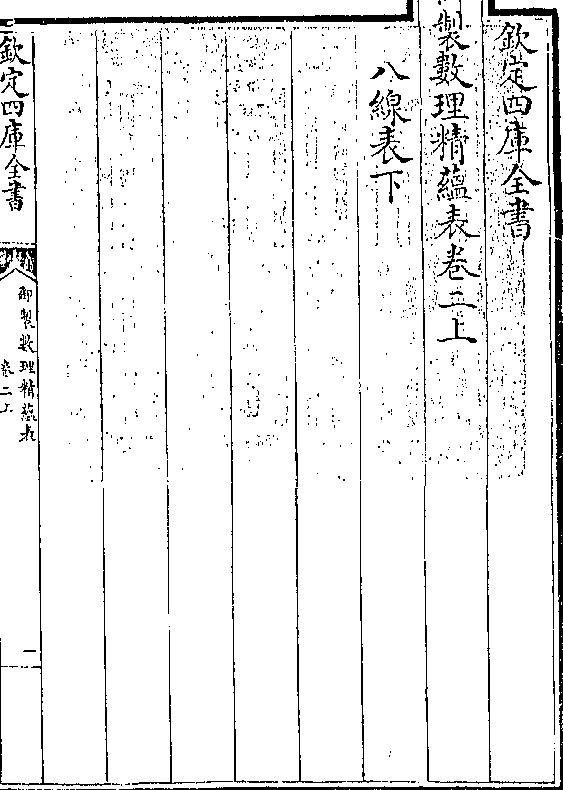 欽定四庫全書
製數理精蘊表卷二上
八線表下
欽定四庫全書
御製數理精蘊表
卷二上
一